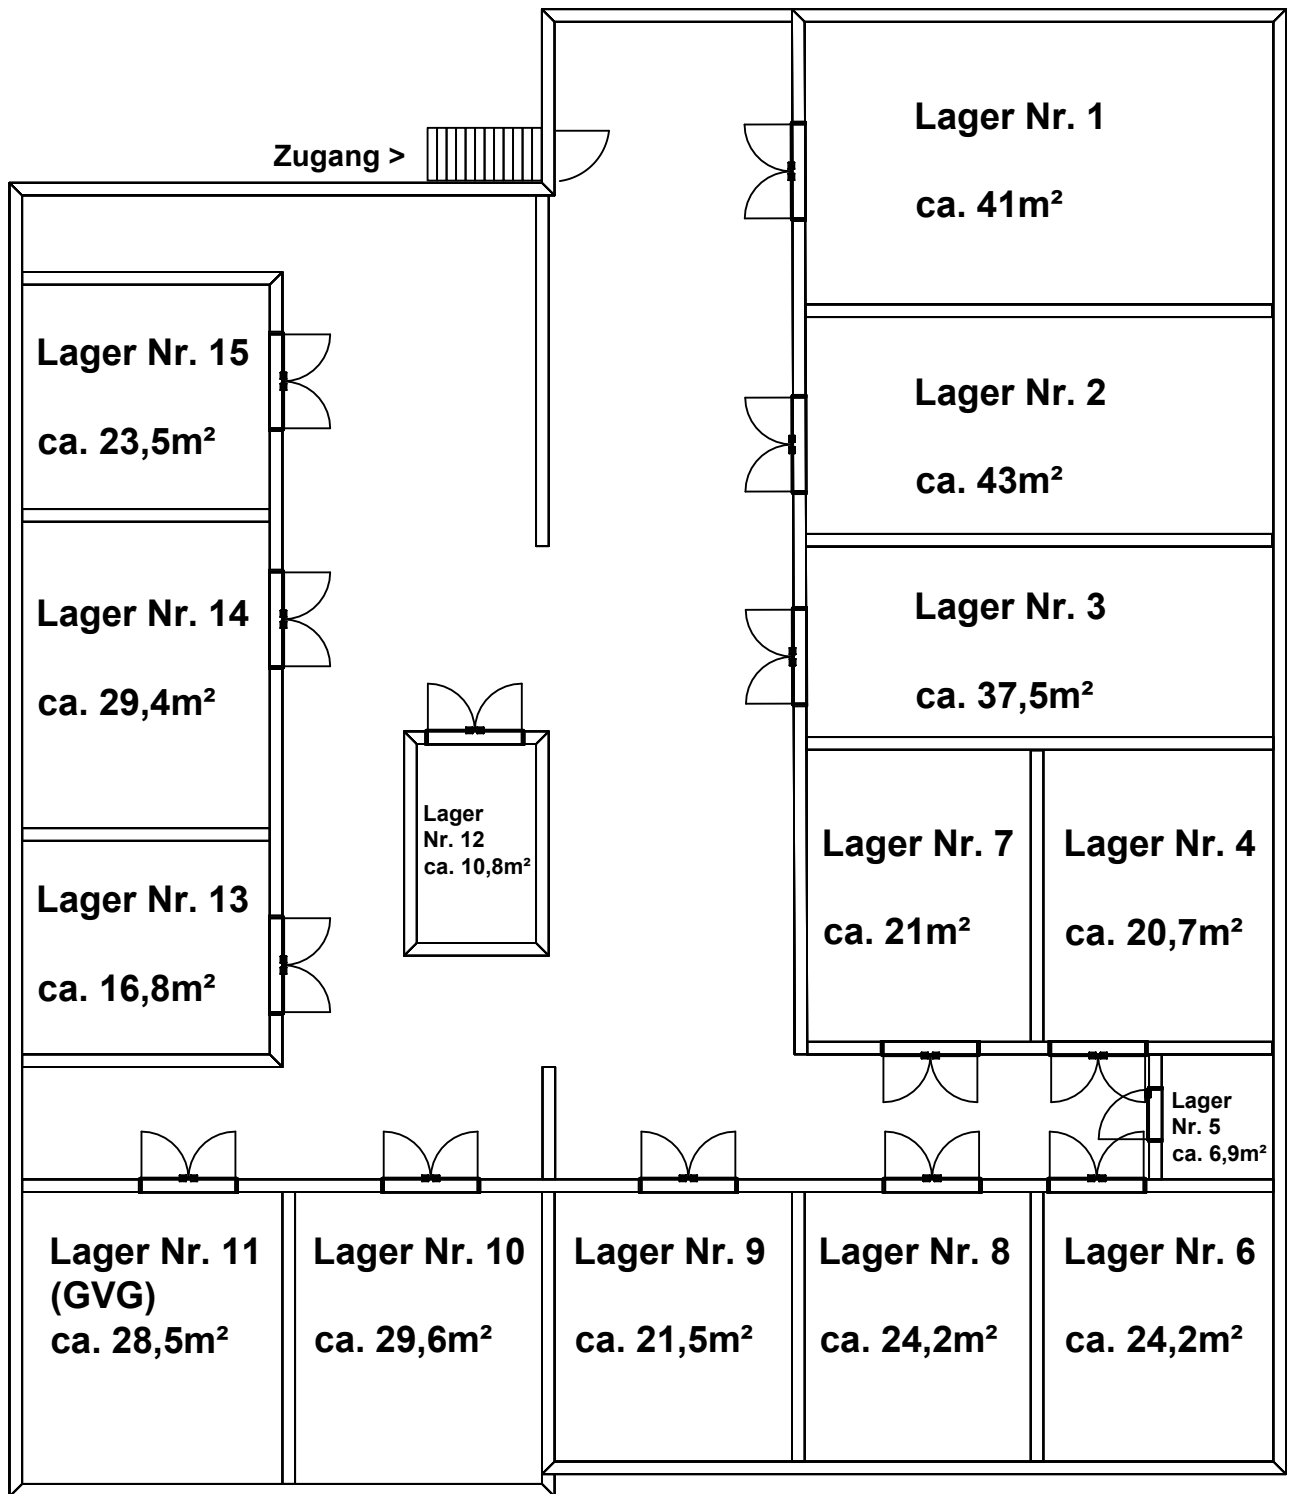 Lager Nr. 1
ca. 41m²
Zugang >
Lager Nr. 15
ca. 23,5m²
Lager Nr. 2
ca. 43m²
Lager Nr. 14
ca. 29,4m²
Lager Nr. 3
ca. 37,5m²
Lager
Nr. 12
ca. 10,8m²
Lager Nr. 7
ca. 21m²
Lager Nr. 4
ca. 20,7m²
Lager Nr. 13
ca. 16,8m²
Lager
Nr. 5
ca. 6,9m²
Lager Nr. 11
(GVG)
ca. 28,5m²
Lager Nr. 10
ca. 29,6m²
Lager Nr. 9
ca. 21,5m²
Lager Nr. 8
ca. 24,2m²
Lager Nr. 6
ca. 24,2m²